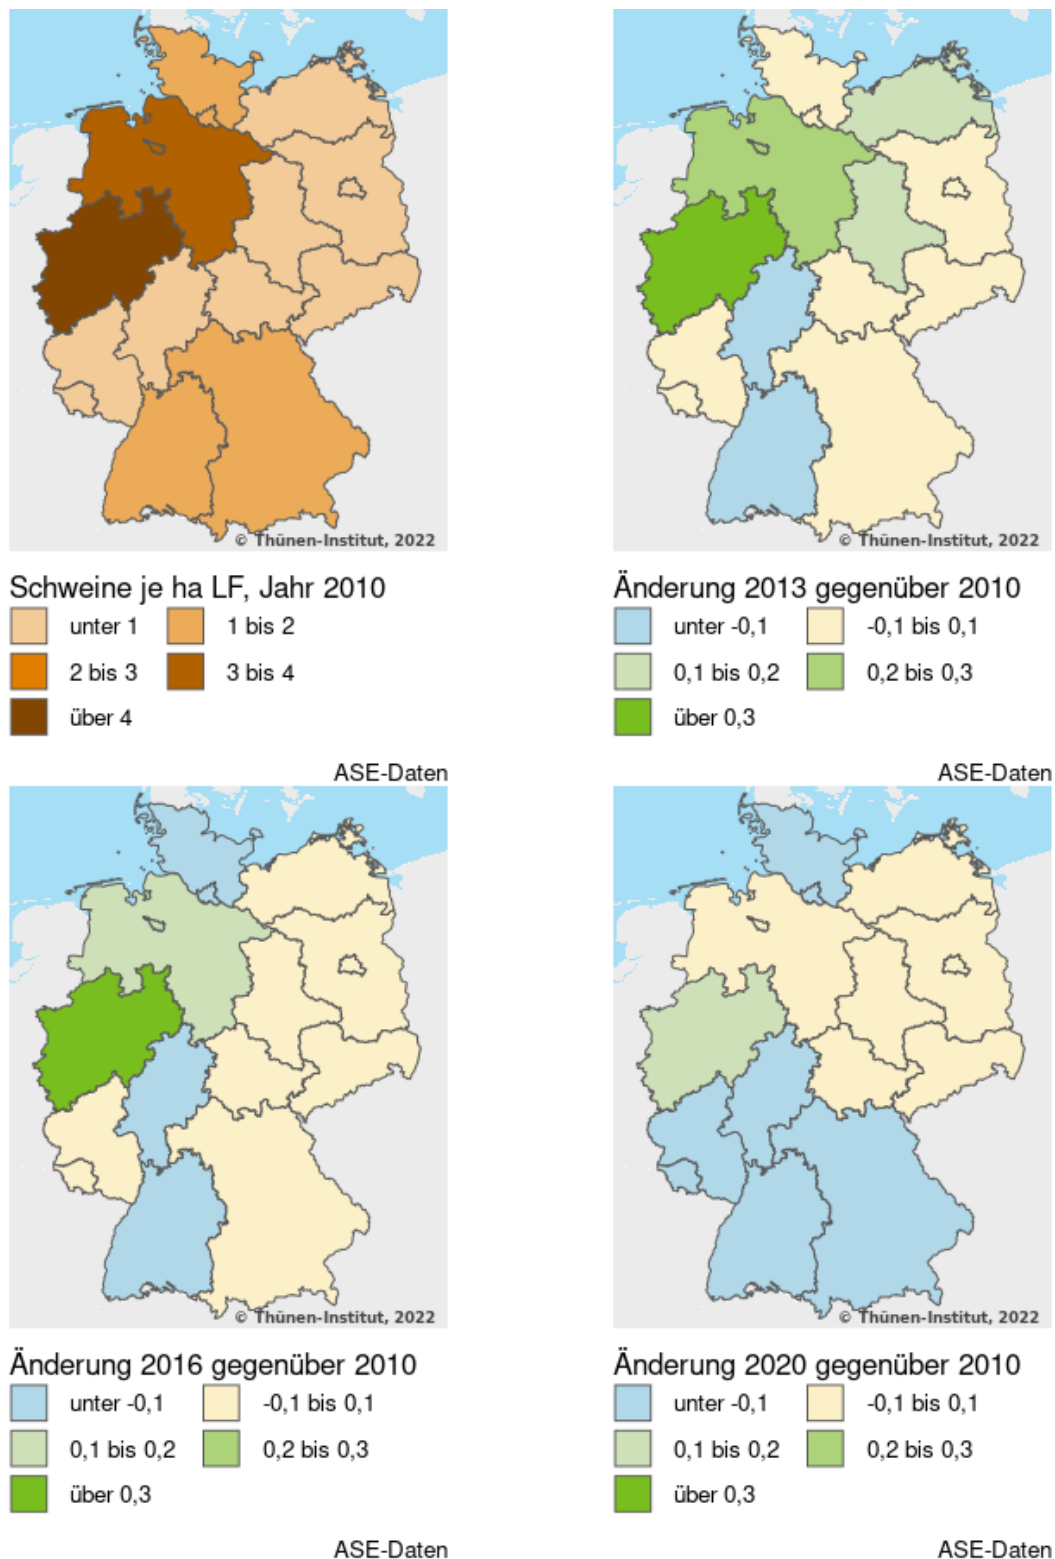 © Thünen-Institut, 2022
Schweine je ha LF, Jahr 2010
unter 1
1 bis 2
2 bis 3
3 bis 4
über 4
ASE-Daten
© Thünen-Institut, 2022
Änderung 2013 gegenüber 2010
unter -0,1
-0,1 bis 0,1
0,1 bis 0,2
0,2 bis 0,3
über 0,3
ASE-Daten
© Thünen-Institut, 2022
Änderung 2016 gegenüber 2010
unter -0,1
-0,1 bis 0,1
0,1 bis 0,2
0,2 bis 0,3
über 0,3
ASE-Daten
© Thünen-Institut, 2022
Änderung 2020 gegenüber 2010
unter -0,1
-0,1 bis 0,1
0,1 bis 0,2
0,2 bis 0,3
über 0,3
ASE-Daten